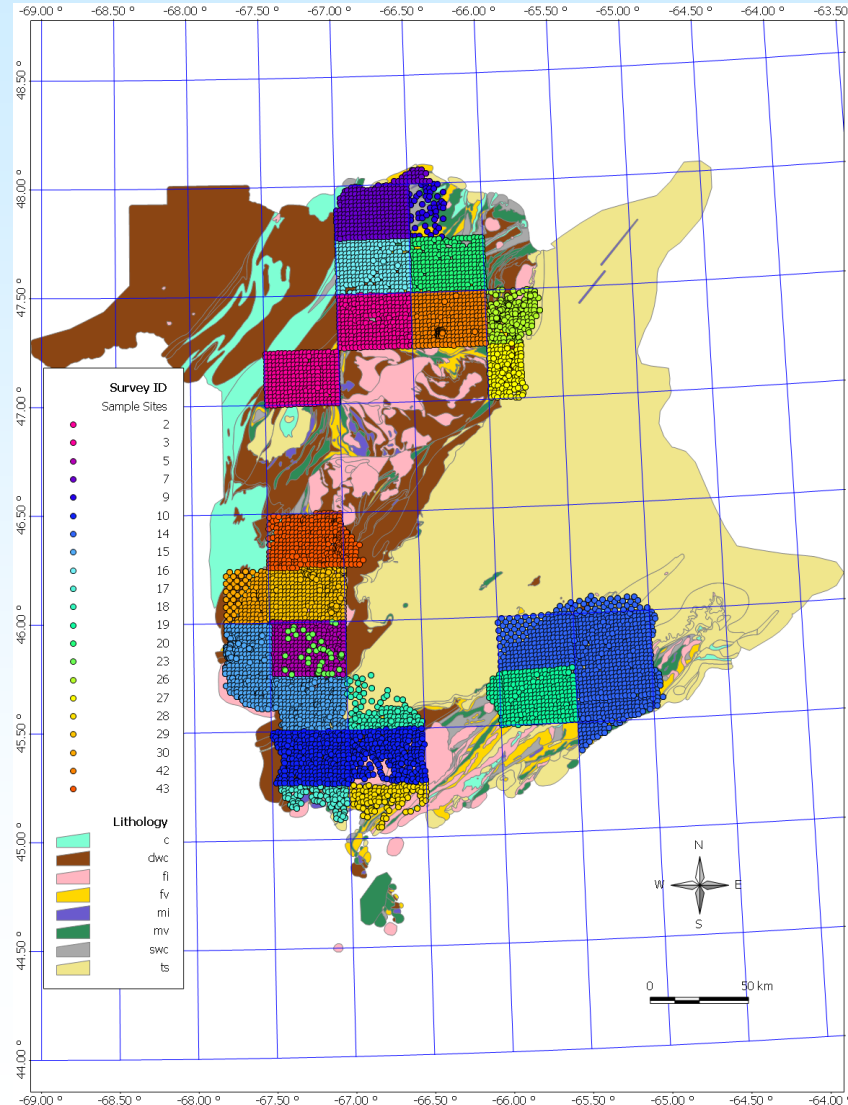 -69.00 ° -68.50 ° -68.00 ° -67.50 ° -67.00 ° -66.50 ° -66.00 ° -65.50 ° -65.00 ° -64.50 ° -64.00 ° -63.50
48.50 °
48.00 °
47.50 °
47.00 °
46.50 °
46.00 °
45.50 °
45.00 °
44.50 °
44.00 °
Survey ID
Sample Sites
2
3
5
7
9
10
14
15
16
17
18
19
20
23
26
27
28
29
30
42
43
Lithology
c
dwc
fi
fv
mi
mv
swc
ts
N
W E
S
0 50 km
-69.00 ° -68.50 ° -68.00 ° -67.50 ° -67.00 ° -66.50 ° -66.00 ° -65.50 ° -65.00 ° -64.50 ° -64.00 °